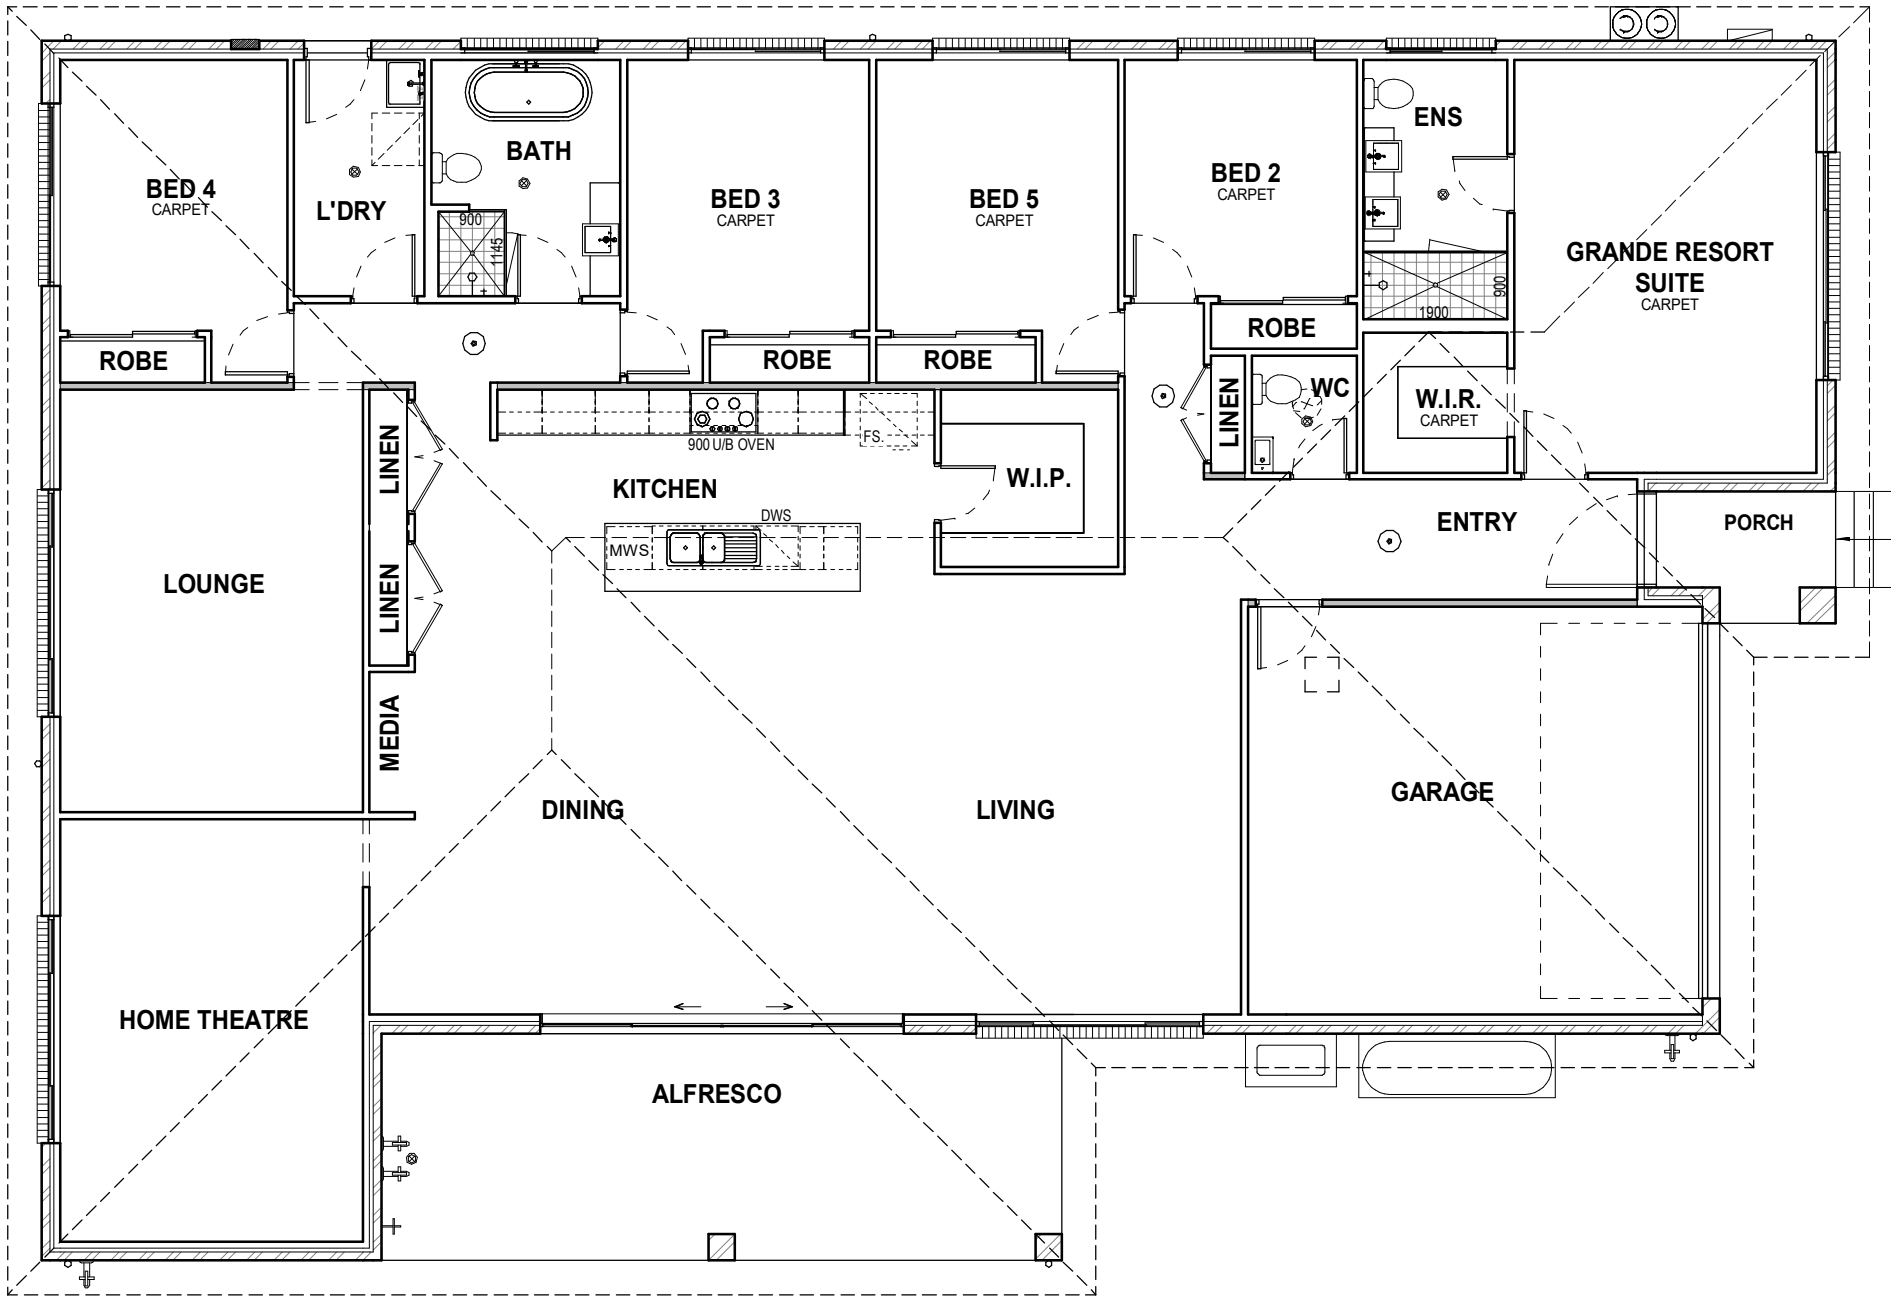 BED 4
CARPET
L'DRY
BATH
900
1145
BED 3
CARPET
BED 5
CARPET
BED 2
CARPET
ENS
900
1900
GRANDE RESORT
SUITE
CARPET
ROBE
ROBE
ROBE
ROBE
LINEN
WC
W.I.R.
CARPET
LINEN
LINEN
900 U/B OVEN
FS.
KITCHEN
W.I.P.
DWS
MWS
ENTRY
PORCH
LOUNGE
MEDIA
DINING
LIVING
GARAGE
HOME THEATRE
ALFRESCO